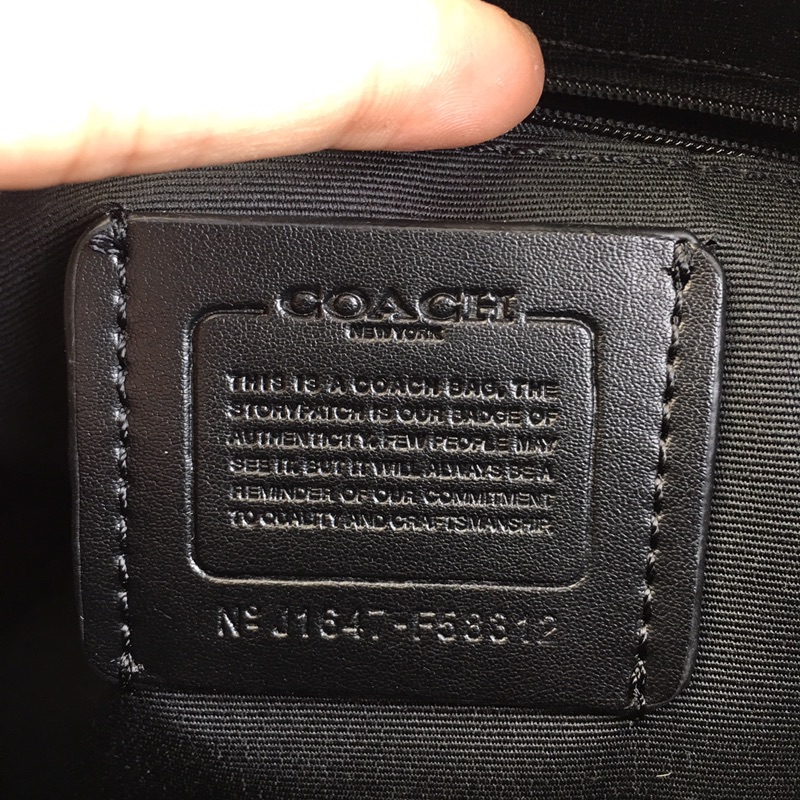 COACH
NEW YORK
THIS IS A COACH BAG. THE
STORYPATCH IS OUR BADGE OF
AUTHENTICITY. FEW PEOPLE MAY
SEE IT, BUT IT WILL ALWAYS BE A
REMINDER OF OUR COMMITMENT
TO QUALITY AND CRAFTSMANSHIP.
Nº J1647-F58312